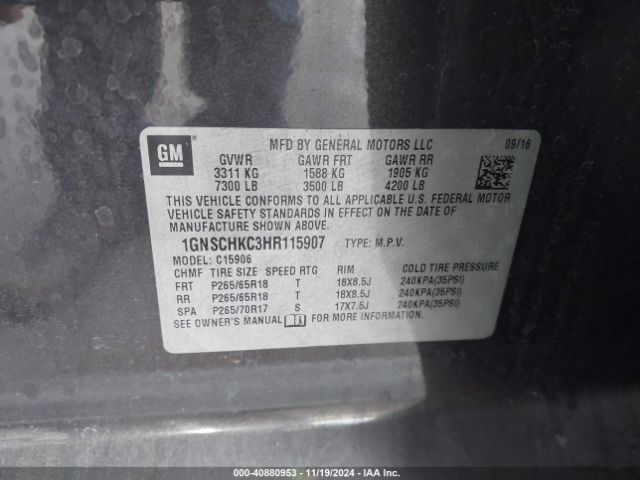 GM
MFD BY GENERAL MOTORS LLC 09/16
GVWR GAWR FRT GAWR RR
3311 KG 1588 KG 1905 KG
7300 LB 3500 LB 4200 LB
THIS VEHICLE CONFORMS TO ALL APPLICABLE U.S. FEDERAL MOTOR
VEHICLE SAFETY STANDARDS IN EFFECT ON THE DATE OF
MANUFACTURE SHOWN ABOVE.
1GNSCHKC3HR115907 TYPE: M.P.V.
MODEL: C15906
CHMF TIRE SIZE SPEED RTG RIM COLD TIRE PRESSURE
FRT P265/65R18 T 18X8.5J 240KPA(35PSI)
RR P265/65R18 T 18X8.5J 240KPA(35PSI)
SPA P265/70R17 S 17X7.5J 240KPA(35PSI)
SEE OWNER'S MANUAL FOR MORE INFORMATION.
000-40880953 - 11/19/2024 - IAA Inc.